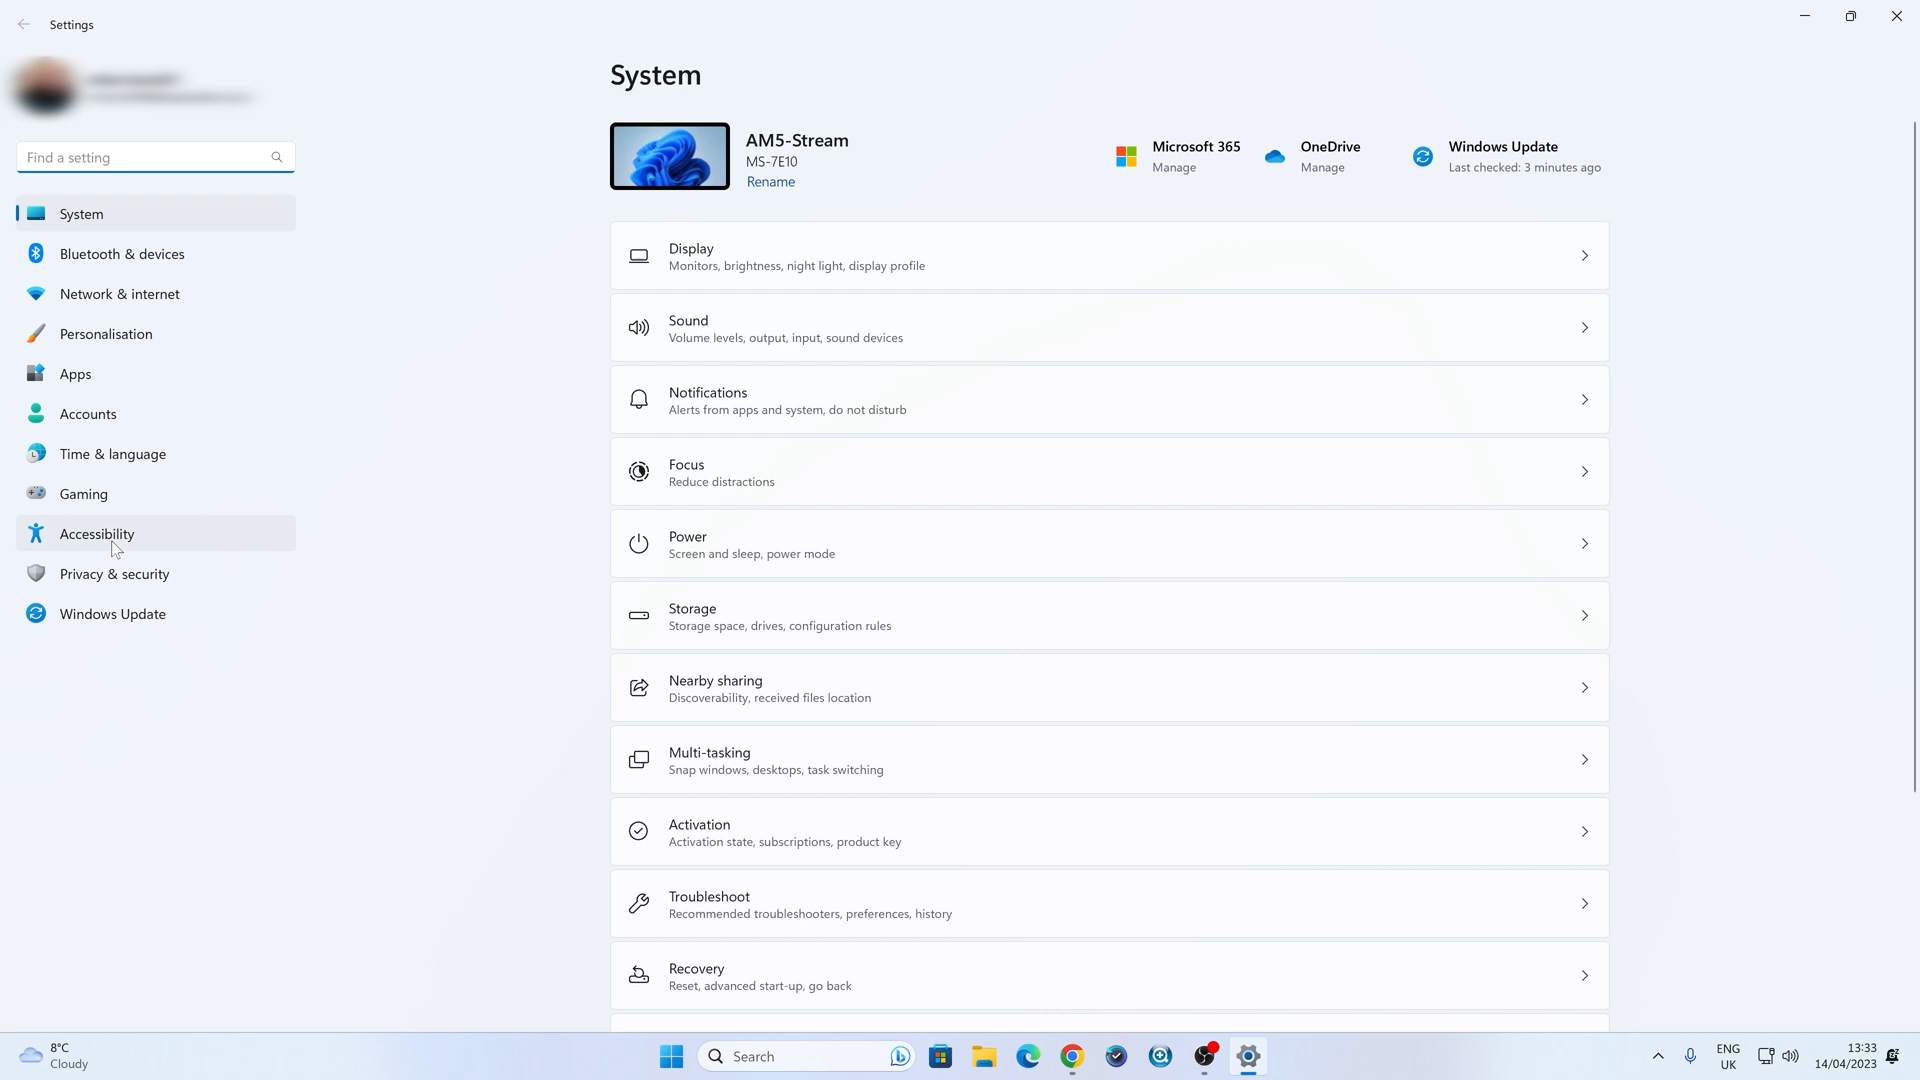 Settings
Find a setting
System
Bluetooth & devices
Network & internet
Personalisation
Apps
Accounts
Time & language
Gaming
Accessibility
Privacy & security
Windows Update
System
AM5-Stream
MS-7E10
Rename
Microsoft 365
Manage
OneDrive
Manage
Windows Update
Last checked: 3 minutes ago
Display
Monitors, brightness, night light, display profile
Sound
Volume levels, output, input, sound devices
Notifications
Alerts from apps and system, do not disturb
Focus
Reduce distractions
Power
Screen and sleep, power mode
Storage
Storage space, drives, configuration rules
Nearby sharing
Discoverability, received files location
Multi-tasking
Snap windows, desktops, task switching
Activation
Activation state, subscriptions, product key
Troubleshoot
Recommended troubleshooters, preferences, history
Recovery
Reset, advanced start-up, go back
8°C
Cloudy
Search
ENG
UK
13:33
14/04/2023